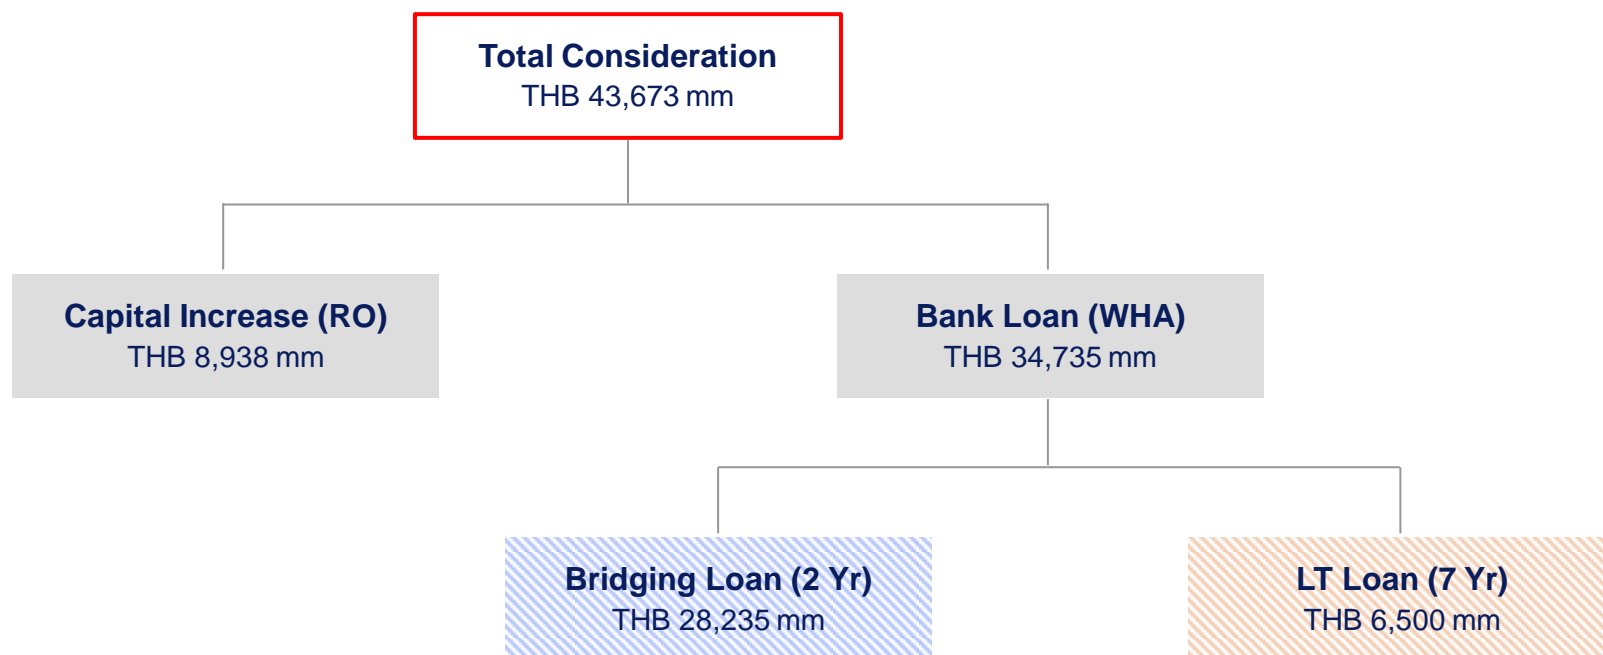 Total Consideration
THB 43,673 mm
Capital Increase (RO)
THB 8,938 mm
Bank Loan (WHA)
THB 34,735 mm
Bridging Loan (2 Yr)
THB 28,235 mm
LT Loan (7 Yr)
THB 6,500 mm